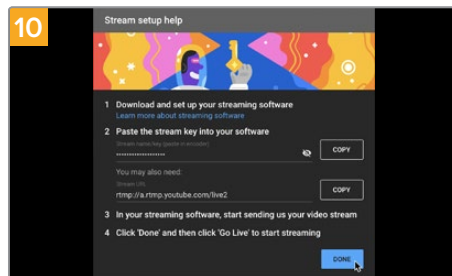 10
Stream setup help
1 Download and set up your streaming software
Learn more about streaming software
2 Paste the stream key into your software
Stream name/key (paste in encoder)
••••••••••••••••••• COPY
You may also need:
Stream URL
rtmp://a.rtmp.youtube.com/live2 COPY
3 In your streaming software, start sending us your video stream
4 Click 'Done' and then click 'Go Live' to start streaming
DONE